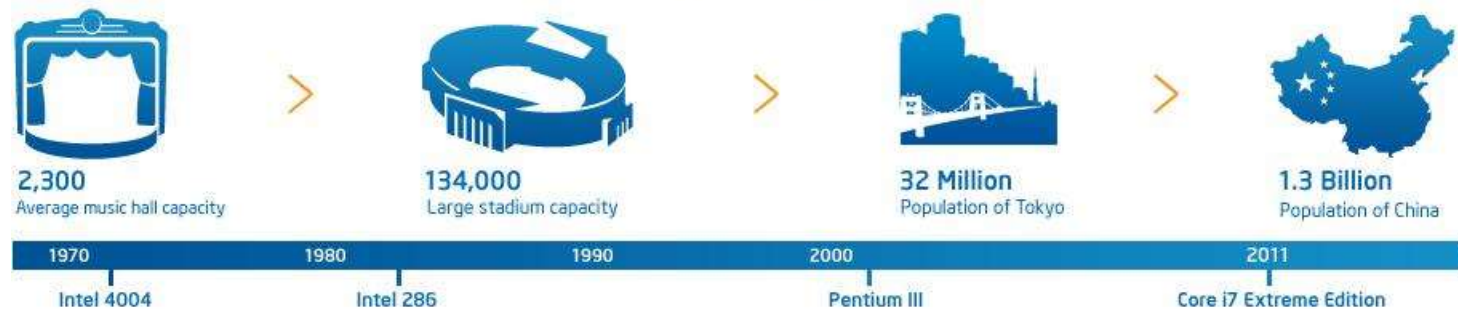 2,300
Average music hall capacity
134,000
Large stadium capacity
32 Million
Population of Tokyo
1.3 Billion
Population of China
1970 1980 1990 2000 2011
Intel 4004 Intel 286 Pentium III Core i7 Extreme Edition